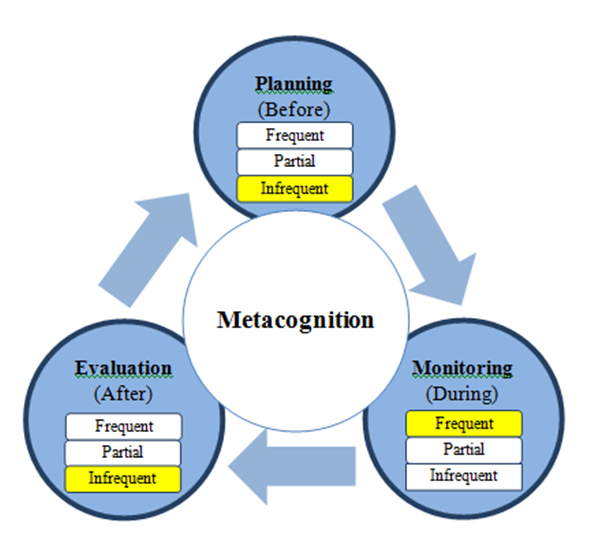 Planning
(Before)
Frequent
Partial
Infrequent
Metacognition
Evaluation
(After)
Frequent
Partial
Infrequent
Monitoring
(During)
Frequent
Partial
Infrequent